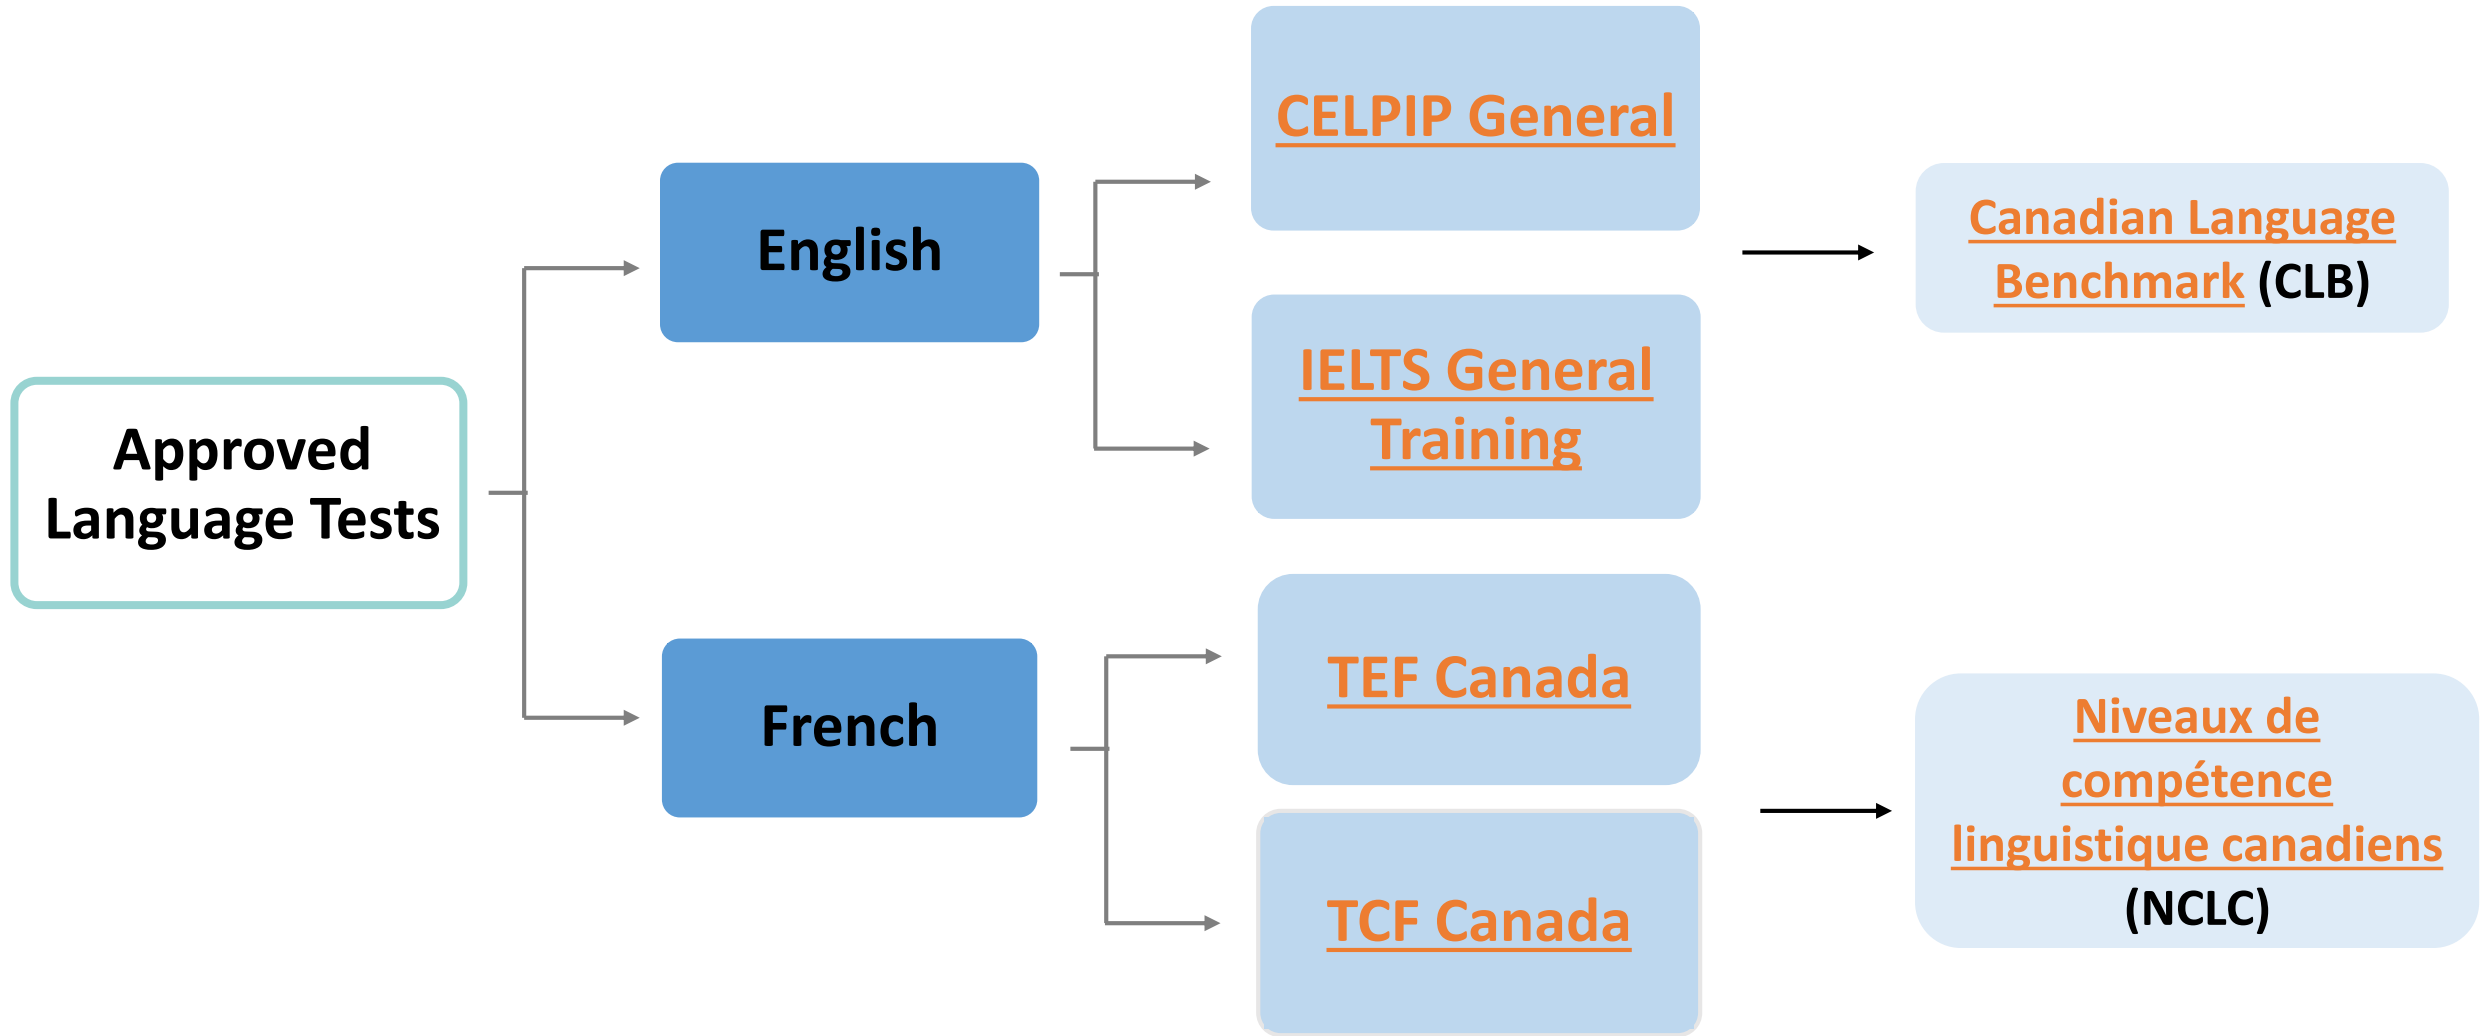 Approved
Language Tests
English
French
CELPIP General
IELTS General
Training
TEF Canada
TCF Canada
Canadian Language
Benchmark (CLB)
Niveaux de
compétence
linguistique canadiens
(NCLC)